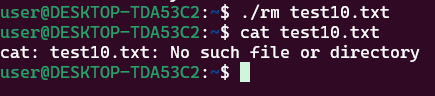 user@DESKTOP-TDA53C2:~$ ./rm test10.txt
user@DESKTOP-TDA53C2:~$ cat test10.txt
cat: test10.txt: No such file or directory
user@DESKTOP-TDA53C2:~$